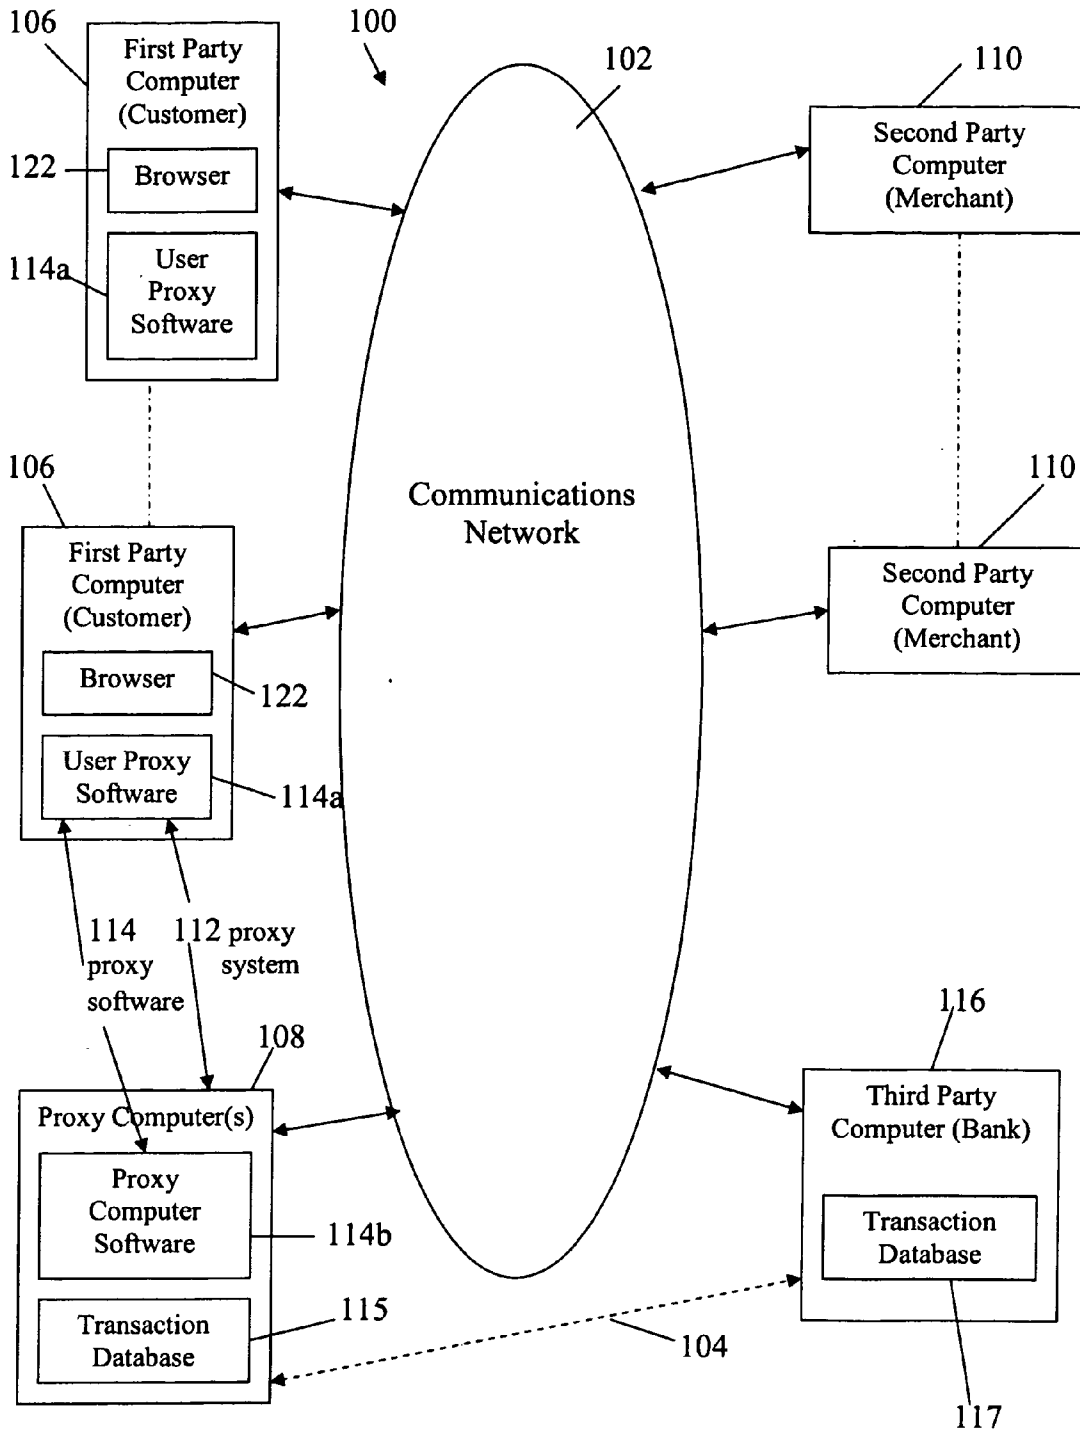 106
First Party
Computer
(Customer)
122
Browser
114a
User
Proxy
Software
100
102
110
Second Party
Computer
(Merchant)
106
First Party
Computer
(Customer)
Browser
122
User Proxy
Software
114a
Communications
Network
110
Second Party
Computer
(Merchant)
114
proxy
software
112 proxy
system
108
Proxy Computer(s)
Proxy
Computer
Software
114b
Transaction
Database
115
104
116
Third Party
Computer (Bank)
Transaction
Database
117